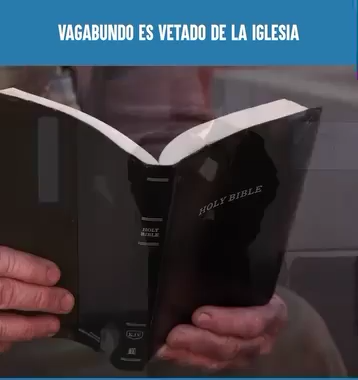 VAGABUNDO ES VETADO DE LA IGLESIA
HOLY BIBLE
HOLY
BIBLE
KJV